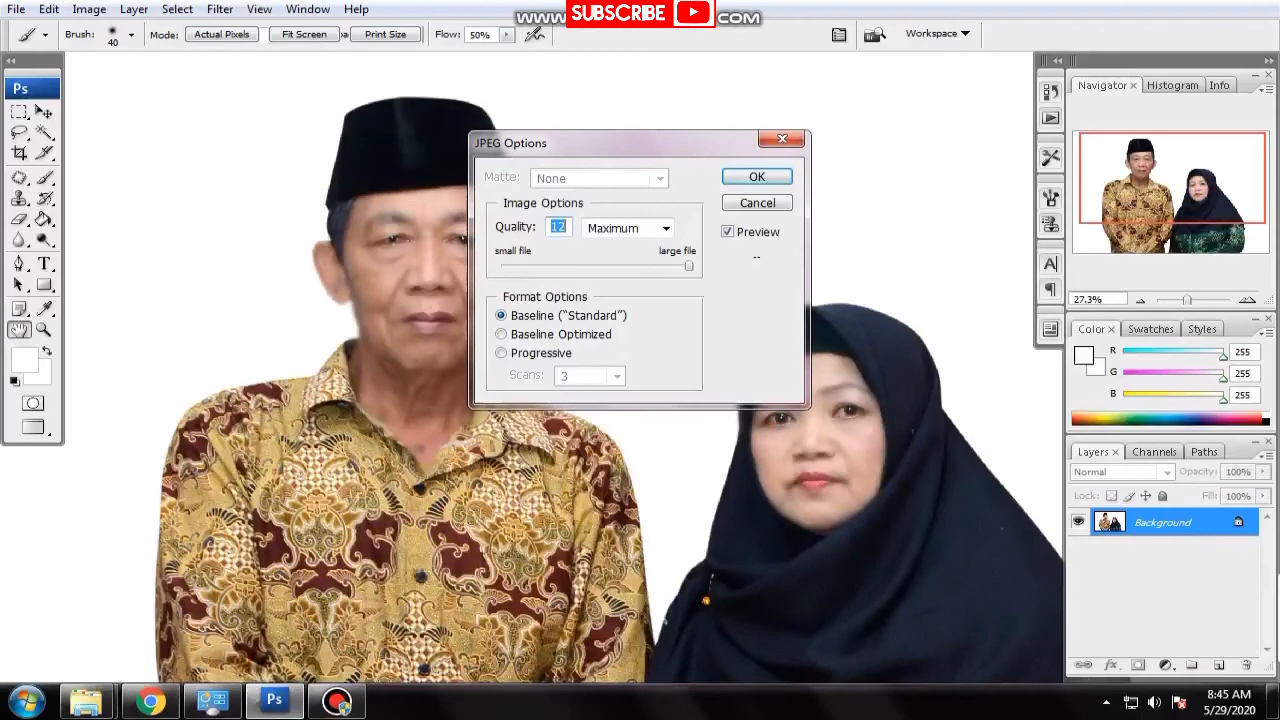 File Edit Image Layer Select Filter View Window Help
www. SUBSCRIBE COM
Brush: 40 Mode: Actual Pixels Fit Screen Print Size Flow: 50% Workspace
Ps
T
JPEG Options
Matte: None
OK
Image Options
Cancel
Quality: 12 Maximum
Preview
small file large file
--
Format Options
Baseline (“Standard”)
Baseline Optimized
Progressive
Scans: 3
A
Navigator Histogram Info
27.3%
Color Swatches Styles
R 255
G 255
B 255
Layers Channels Paths
Normal Opacity: 100%
Lock: Fill: 100%
Background
fx
Ps
8:45 AM
5/29/2020